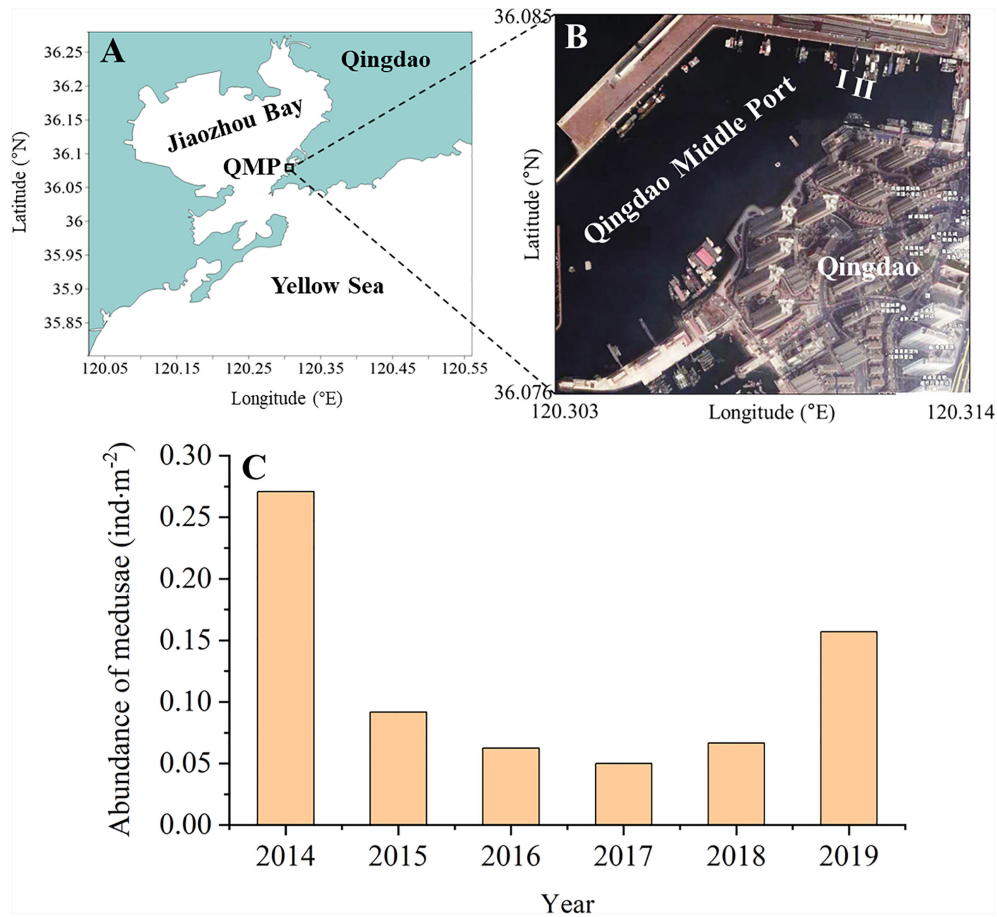 A
Qingdao
Jiaozhou Bay
QMP
Yellow Sea
Latitude (°N)
36.25
36.2
36.15
36.1
36.05
36
35.95
35.9
35.85
120.05
120.15
120.25
120.35
120.45
120.55
Longitude (°E)
B
36.085
I II
Qingdao Middle Port
Qingdao
Latitude (°N)
36.076
120.303
Longitude (°E)
120.314
C
Abundance of medusae (ind·m-2)
0.30
0.25
0.20
0.15
0.10
0.05
0.00
2014
2015
2016
2017
2018
2019
Year